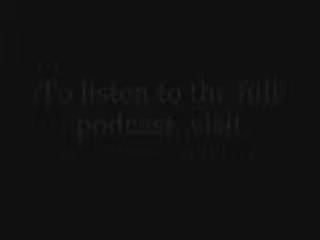 To listen to the full
podcast, visit